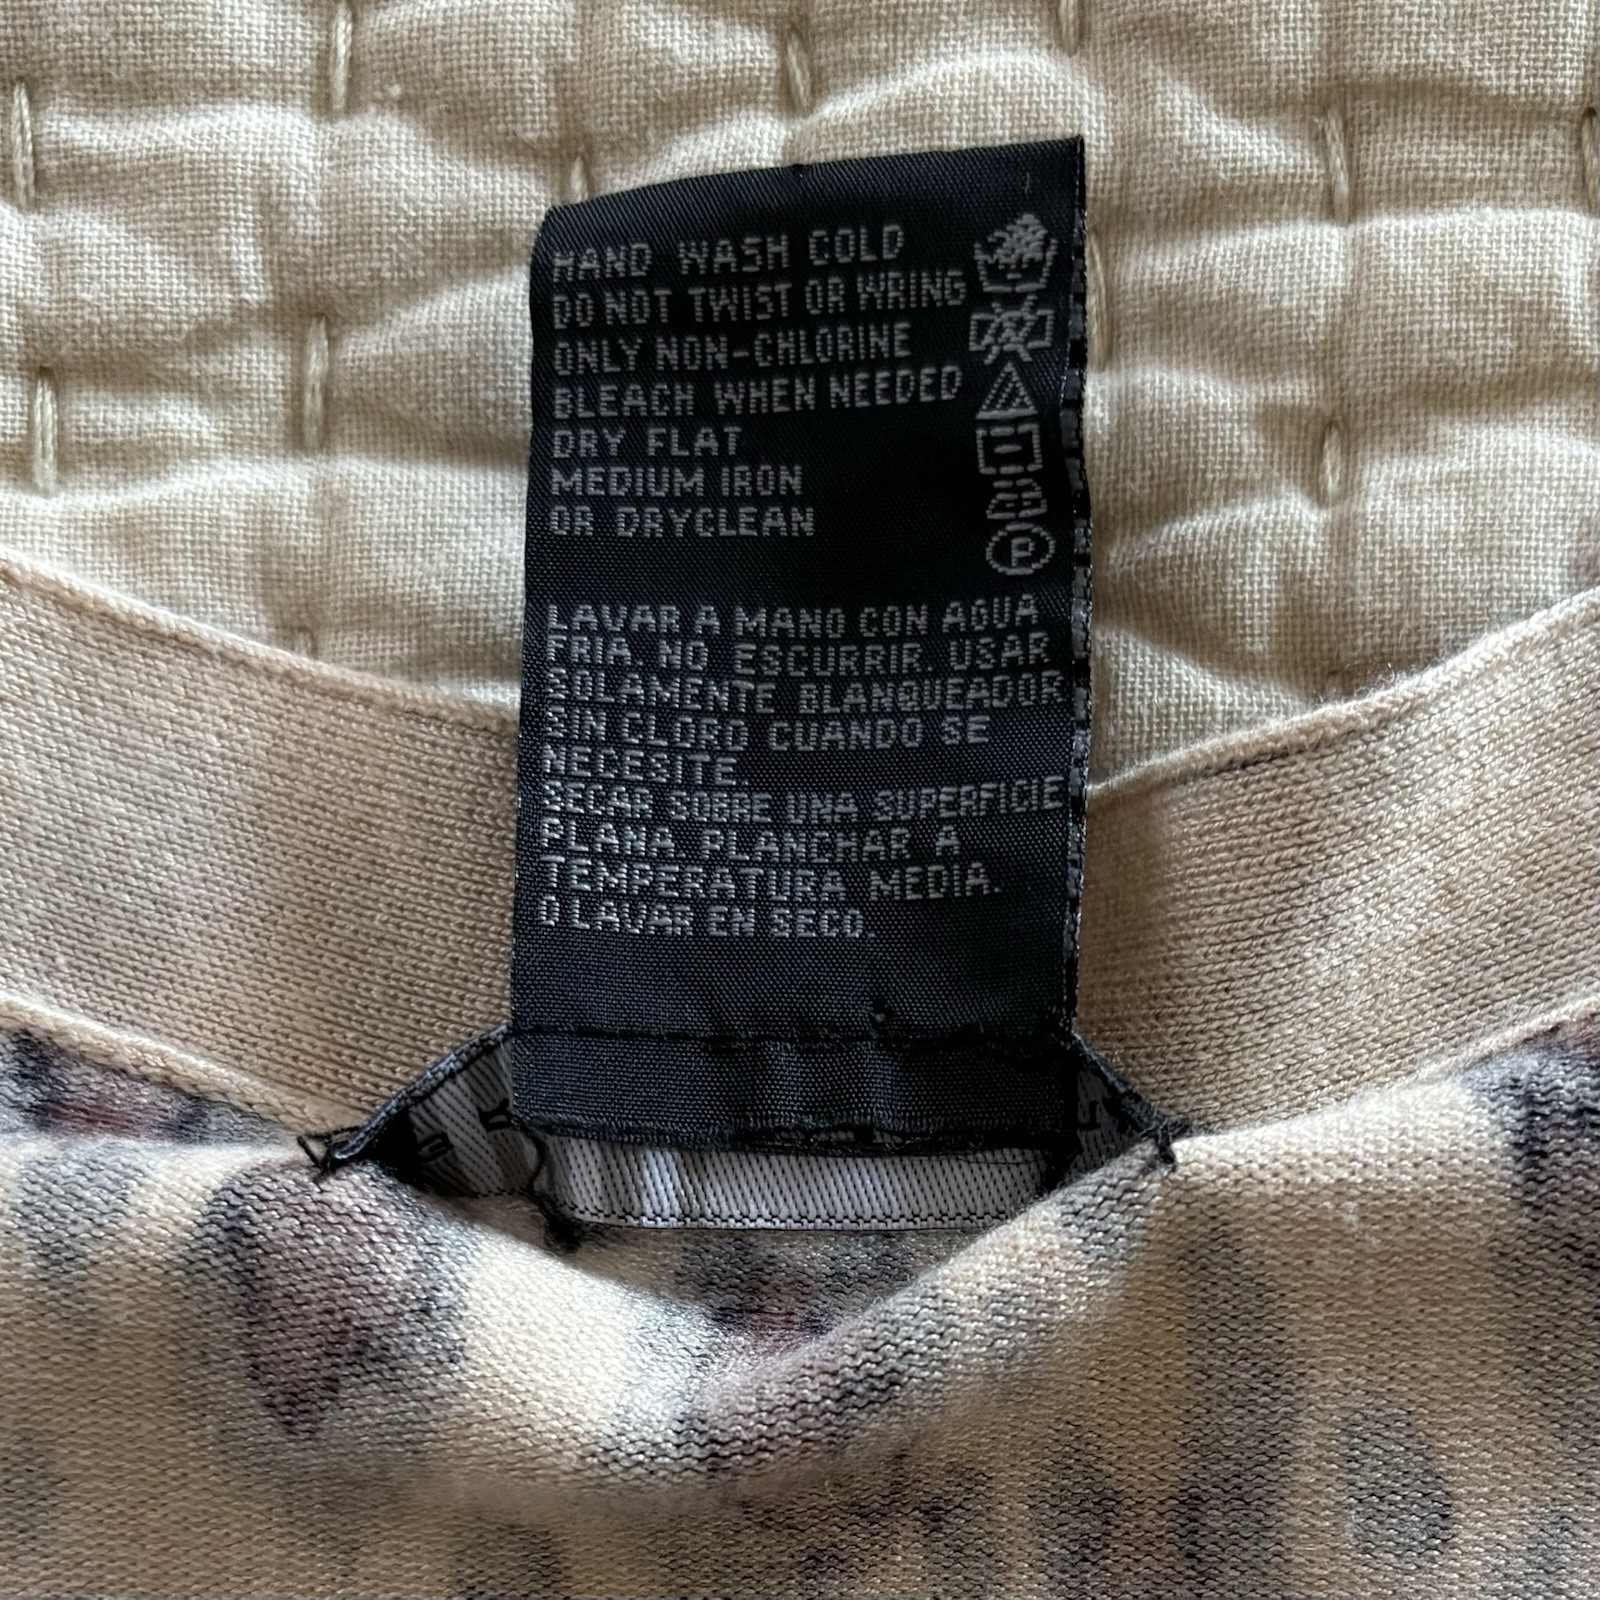 HAND WASH COLD
DO NOT TWIST OR WRING
ONLY NON-CHLORINE
BLEACH WHEN NEEDED
DRY FLAT
MEDIUM IRON
OR DRYCLEAN
P
LAVAR A MANO CON AGUA
FRIA. NO ESCURRIR. USAR
SOLAMENTE BLANQUEADOR
SIN CLORO CUANDO SE
NECESITE.
SECAR SOBRE UNA SUPERFICIE
PLANA. PLANCHAR A
TEMPERATURA MEDIA.
O LAVAR EN SECO.